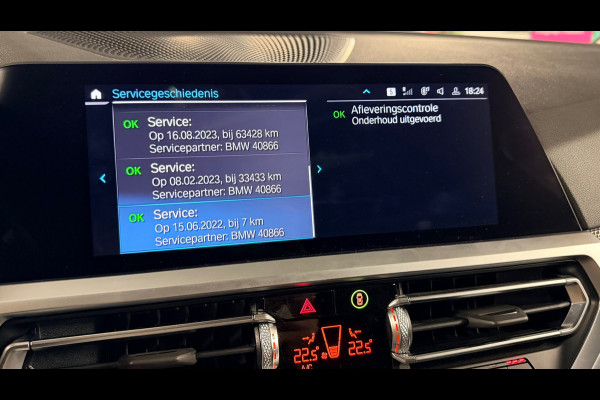 Servicegeschiedenis
18:24
OK Service:
Op 16.08.2023, bij 63428 km
Servicepartner: BMW 40866
OK Service:
Op 08.02.2023, bij 33433 km
Servicepartner: BMW 40866
OK Service:
Op 15.06.2022, bij 7 km
Servicepartner: BMW 40866
OK Afleveringscontrole
Onderhoud uitgevoerd
22.5° 22.5°